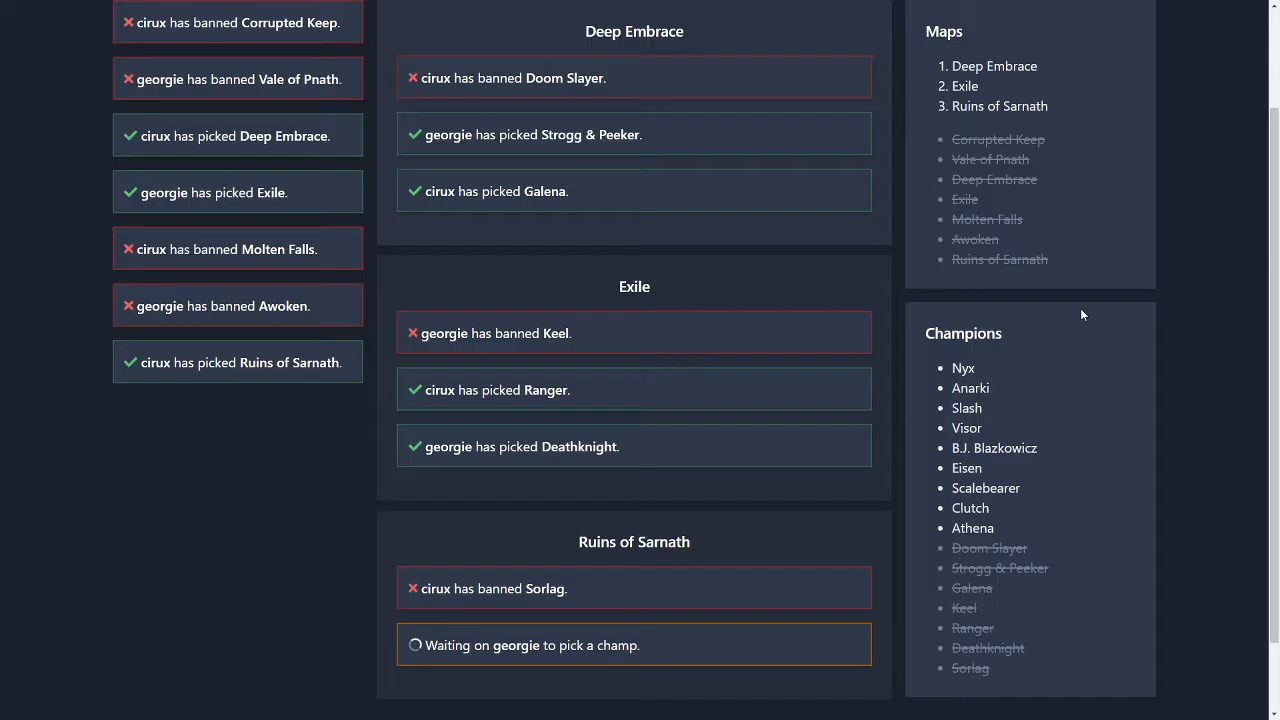 cirux has banned Corrupted Keep.
georgie has banned Vale of Pnath.
cirux has picked Deep Embrace.
georgie has picked Exile.
cirux has banned Molten Falls.
georgie has banned Awoken.
cirux has picked Ruins of Sarnath.
Deep Embrace
cirux has banned Doom Slayer.
georgie has picked Strogg & Peeker.
cirux has picked Galena.
Exile
georgie has banned Keel.
cirux has picked Ranger.
georgie has picked Deathknight.
Ruins of Sarnath
cirux has banned Sorlag.
Waiting on georgie to pick a champ.
Maps
1. Deep Embrace
2. Exile
3. Ruins of Sarnath
Corrupted Keep
Vale of Pnath
Deep Embrace
Exile
Molten Falls
Awoken
Ruins of Sarnath
Champions
Nyx
Anarki
Slash
Visor
B.J. Blazkowicz
Eisen
Scalebearer
Clutch
Athena
Doom Slayer
Strogg & Peeker
Galena
Keel
Ranger
Deathknight
Sorlag